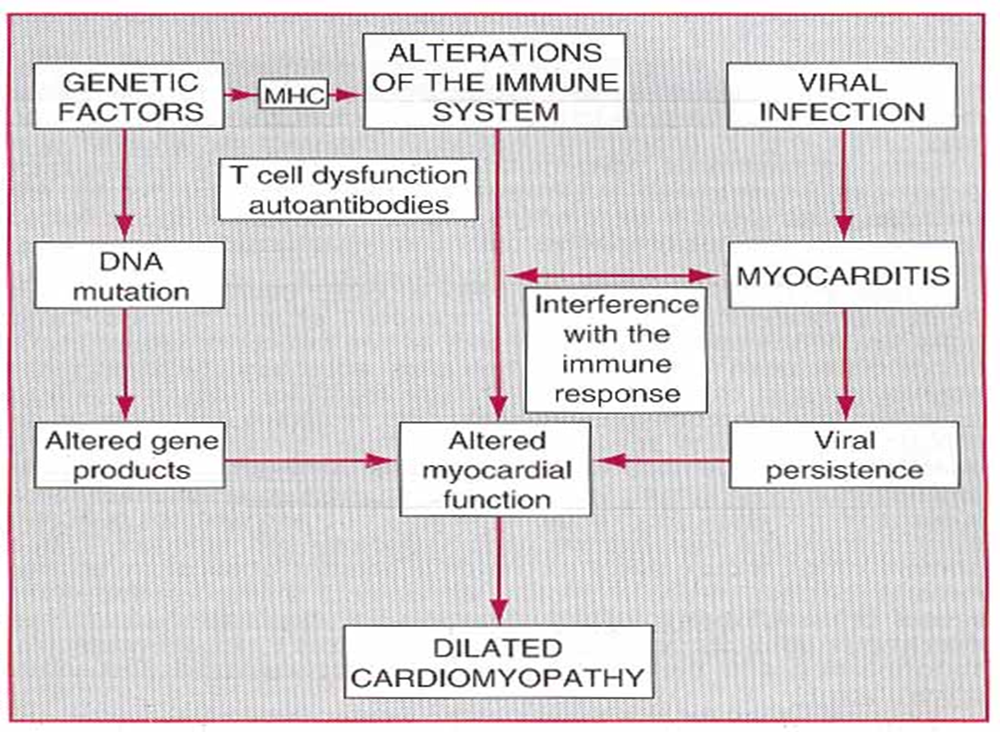 GENETIC
FACTORS
MHC
ALTERATIONS
OF THE IMMUNE
SYSTEM
VIRAL
INFECTION
T cell dysfunction
autoantibodies
DNA
mutation
MYOCARDITIS
Interference
with the
immune
response
Altered gene
products
Altered
myocardial
function
Viral
persistence
DILATED
CARDIOMYOPATHY